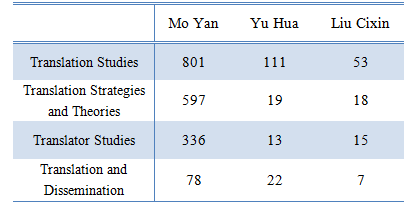 Mo Yan Yu Hua Liu Cixin
Translation Studies 801 111 53
Translation Strategies
and Theories 597 19 18
Translator Studies 336 13 15
Translation and
Dissemination 78 22 7